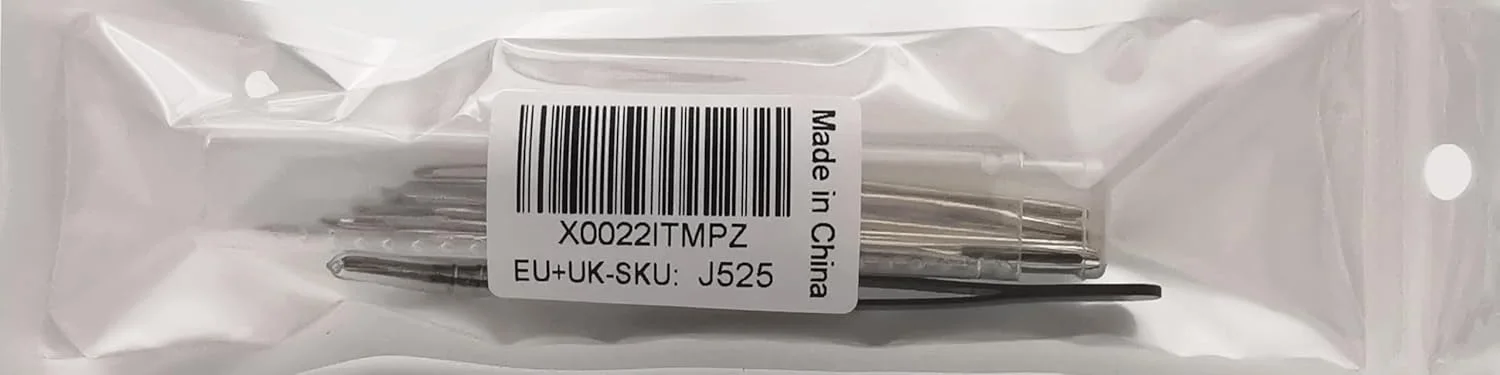 X0022ITMPZ
EU+UK-SKU: J525
Made in China